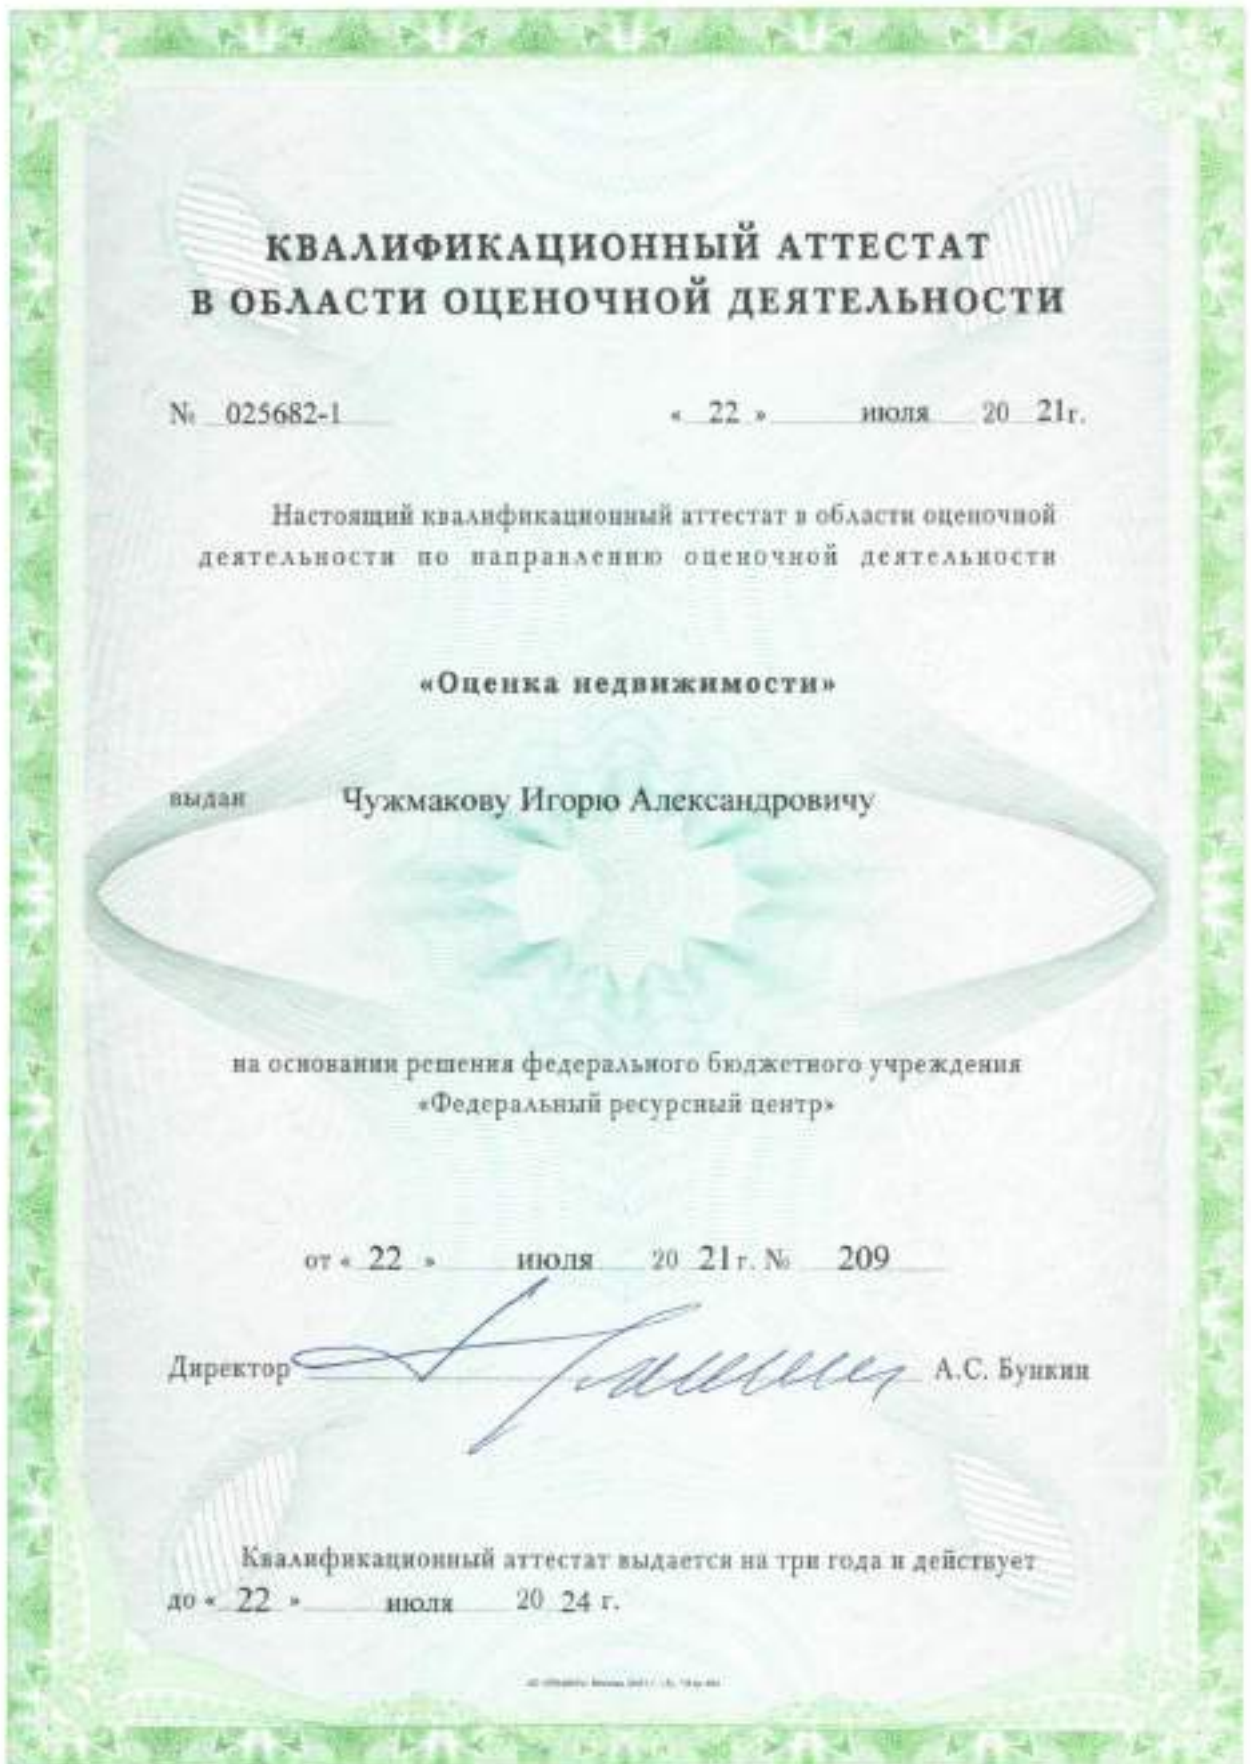 КВАЛИФИКАЦИОННЫЙ АТТЕСТАТ
В ОБЛАСТИ ОЦЕНОЧНОЙ ДЕЯТЕЛЬНОСТИ
№ 025682-1 « 22 » июля 20 21г.
Настоящий квалификационный аттестат в области оценочной
деятельности по направлению оценочной деятельности
«Оценка недвижимости»
выдан Чужмакову Игорю Александровичу
на основании решения федерального бюджетного учреждения
«Федеральный ресурсный центр»
от « 22 » июля 20 21г. № 209
Директор А.С. Бункин
Квалификационный аттестат выдается на три года и действует
до « 22 » июля 20 24 г.